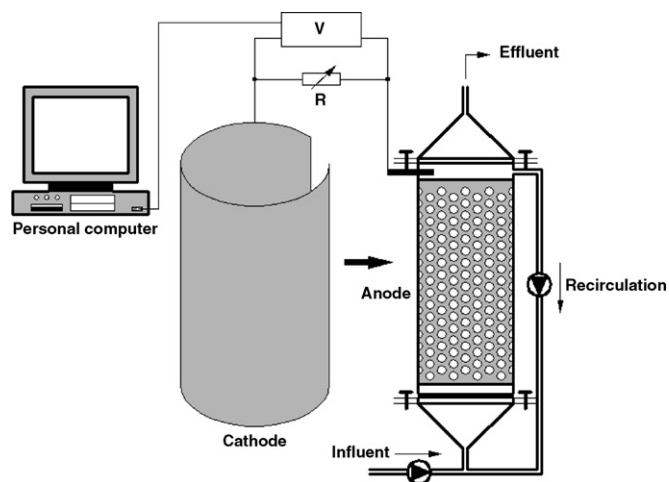 V
Effluent
R
Personal computer
Anode
Recirculation
Cathode
Influent